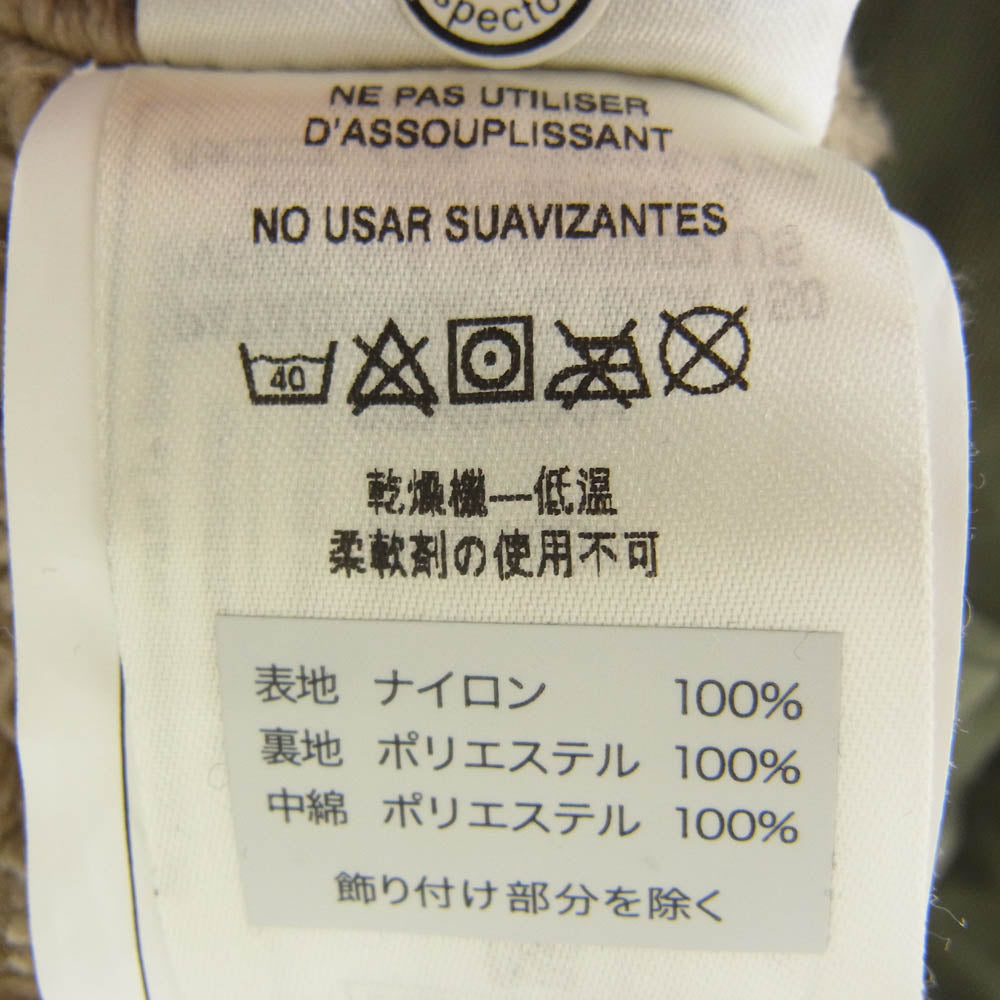 NE PAS UTILISER
D'ASSOUPLISSANT
NO USAR SUAVIZANTES
40
乾燥機—低温
柔軟剤の使用不可
表地 ナイロン 100%
裏地 ポリエステル 100%
中綿 ポリエステル 100%
飾り付け部分を除く